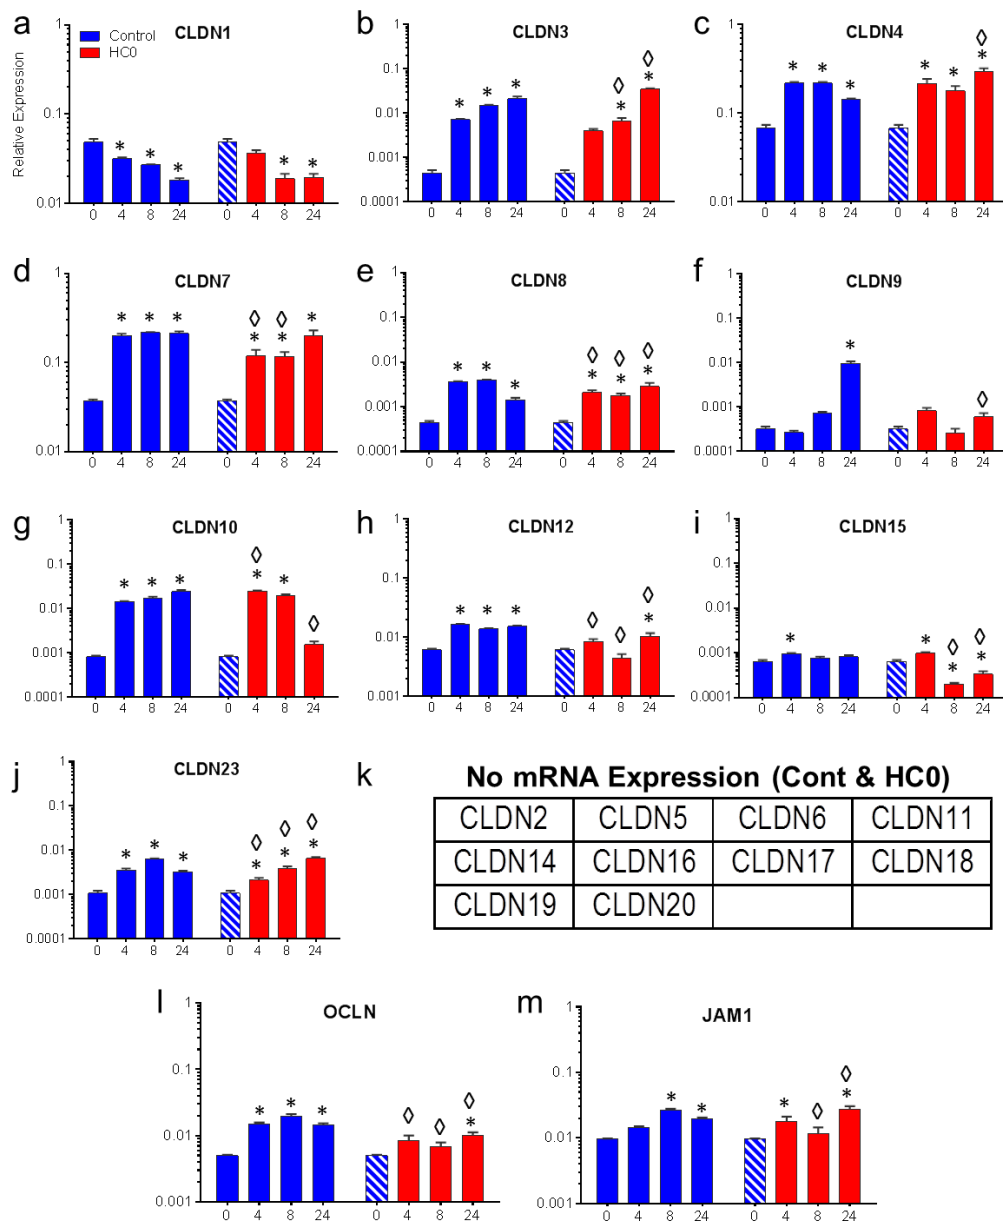 a
CLDN1
Control
HC0
Relative Expression
1
0.1
0.01
0 4 8 24 0 4 8 24
* * * * *
b
CLDN3
1
0.1
0.01
0.001
0.0001
◊ ◊
* * * * *
0 4 8 24 0 4 8 24
c
CLDN4
1
0.1
0.01
◊
* * * * * *
0 4 8 24 0 4 8 24
d
CLDN7
1
0.1
0.01
◊ ◊
* * * * * *
0 4 8 24 0 4 8 24
e
CLDN8
1
0.1
0.01
0.001
0.0001
◊ ◊ ◊
* * * * * *
0 4 8 24 0 4 8 24
f
CLDN9
1
0.1
0.01
0.001
0.0001
* ◊
0 4 8 24 0 4 8 24
g
CLDN10
1
0.1
0.01
0.001
0.0001
◊ ◊
* * * * *
0 4 8 24 0 4 8 24
h
CLDN12
1
0.1
0.01
0.001
◊ ◊ ◊
* * * *
0 4 8 24 0 4 8 24
i
CLDN15
1
0.1
0.01
0.001
0.0001
◊ ◊
* * * *
0 4 8 24 0 4 8 24
j
CLDN23
1
0.1
0.01
0.001
0.0001
◊ ◊ ◊
* * * * * *
0 4 8 24 0 4 8 24
k
No mRNA Expression (Cont & HC0)
CLDN2 CLDN5 CLDN6 CLDN11
CLDN14 CLDN16 CLDN17 CLDN18
CLDN19 CLDN20
l
OCLN
1
0.1
0.01
0.001
◊ ◊ ◊
* * * *
0 4 8 24 0 4 8 24
m
JAM1
1
0.1
0.01
0.001
◊ ◊
* * * *
0 4 8 24 0 4 8 24